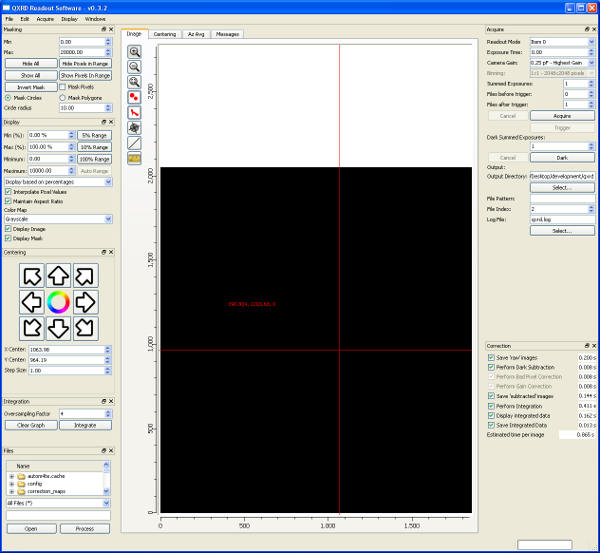 QXRD Readout Software - v0.3.2
File Edit Acquire Display Windows
Masking
Min 0.00
Max 20000.00
Hide All Hide Pixels in Range
Show All Show Pixels In Range
Invert Mask Mask Pixels
Mask Circles Mask Polygons
Circle radius 10.00
Display
Min (%): 0.00 % 5% Range
Max (%): 100.00 % 10% Range
Minimum: 0.00 100% Range
Maximum: 10000.00 Auto Range
Display based on percentages
Interpolate Pixel Values
Maintain Aspect Ratio
Color Map
Grayscale
Display Image
Display Mask
Centering
X Center: 1063.98
Y Center: 964.19
Step Size: 1.00
Integration
Oversampling Factor 4
Clear Graph Integrate
Files
Name
autom4te.cache
config
correction_maps
All Files (*)
Open Process
Image Centering Az Avg Messages
2,500
2,000
1,500
1,000
500
0
0 500 1,000 1,500
Acquire
Readout Mode Item 0
Exposure Time: 0.00
Camera Gain: 0.25 pF - Highest Gain
Binning: 1:1 - 2048x2048 pixels
Summed Exposures: 1
Files before trigger: 0
Files after trigger: 1
Cancel Acquire
Trigger
Dark Summed Exposures:
1
Cancel Dark
Output:
Output Directory: /Desktop/development/qxrd
Select...
File Pattern:
File Index: 2
Log File: qxrd.log
Select...
Correction
Save 'raw' images 0.200 s
Perform Dark Subtraction 0.008 s
Perform Bad Pixel Correction 0.008 s
Perform Gain Correction 0.008 s
Save 'subtracted' images 0.144 s
Perform Integration 0.411 s
Display integrated data 0.162 s
Save Integrated Data 0.013 s
Estimated time per image 0.865 s